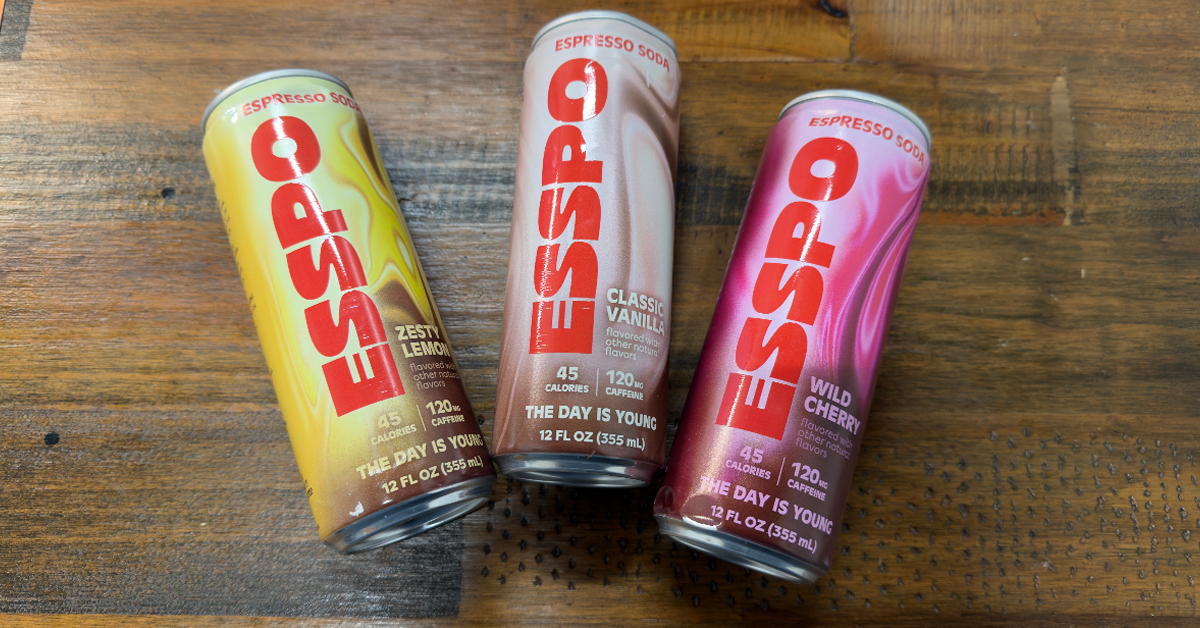 ESPRESSO SODA
ESPO
ZESTY
LEMON
flavored with
other natural
flavors
45
CALORIES
120MG
CAFFEINE
THE DAY IS YOUNG
12 FL OZ (355 mL)
ESPRESSO SODA
ESPO
CLASSIC
VANILLA
flavored with
other natural
flavors
45
CALORIES
120MG
CAFFEINE
THE DAY IS YOUNG
12 FL OZ (355 mL)
ESPRESSO SODA
ESPO
WILD
CHERRY
flavored with
other natural
flavors
45
CALORIES
120MG
CAFFEINE
THE DAY IS YOUNG
12 FL OZ (355 mL)